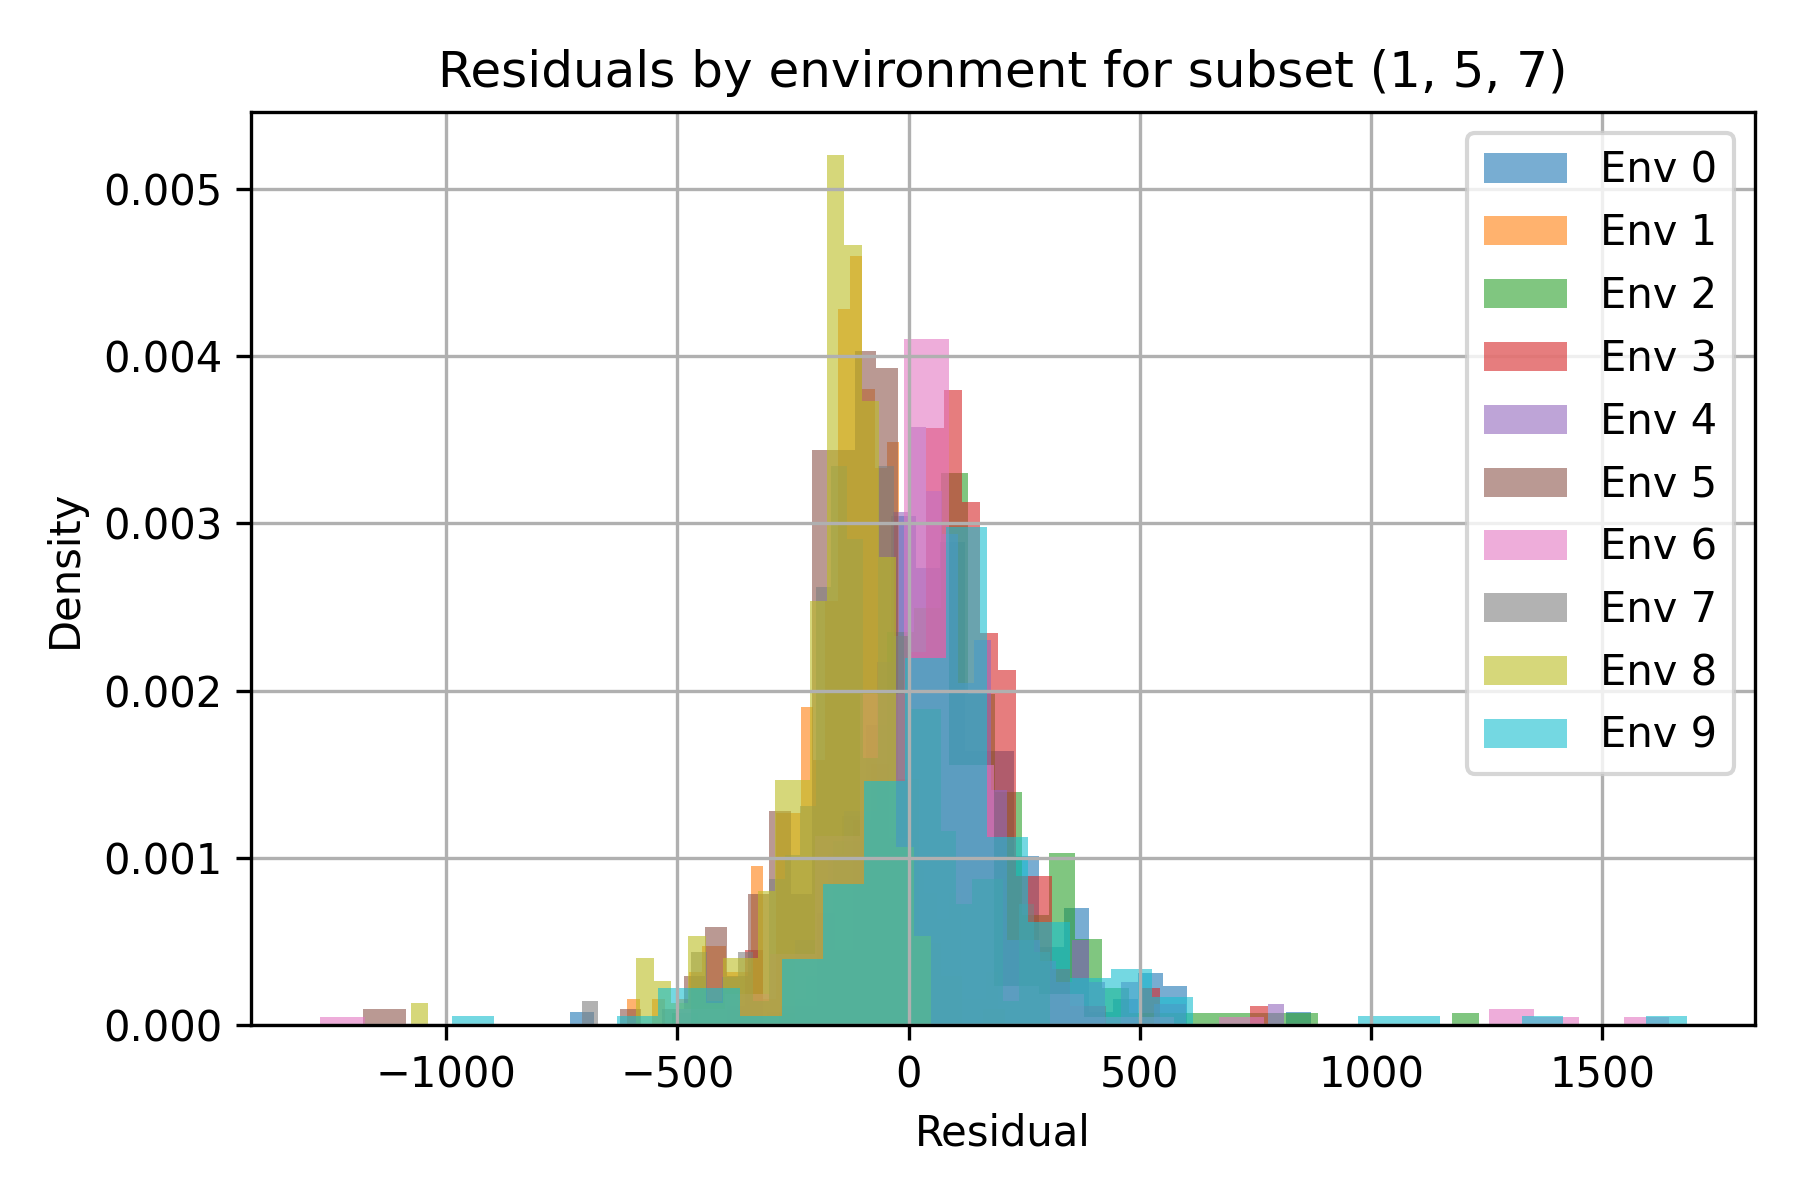 Residuals by environment for subset (1, 5, 7)
Density
0.005
0.004
0.003
0.002
0.001
0.000
−1000
−500
0
500
1000
1500
Residual
Env 0
Env 1
Env 2
Env 3
Env 4
Env 5
Env 6
Env 7
Env 8
Env 9